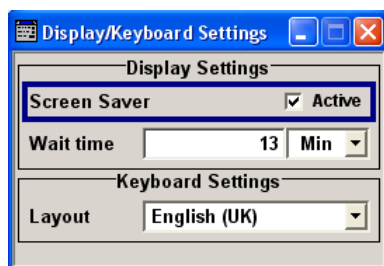 Display/Keyboard Settings
Display Settings
Screen Saver Active
Wait time 13 Min
Keyboard Settings
Layout English (UK)